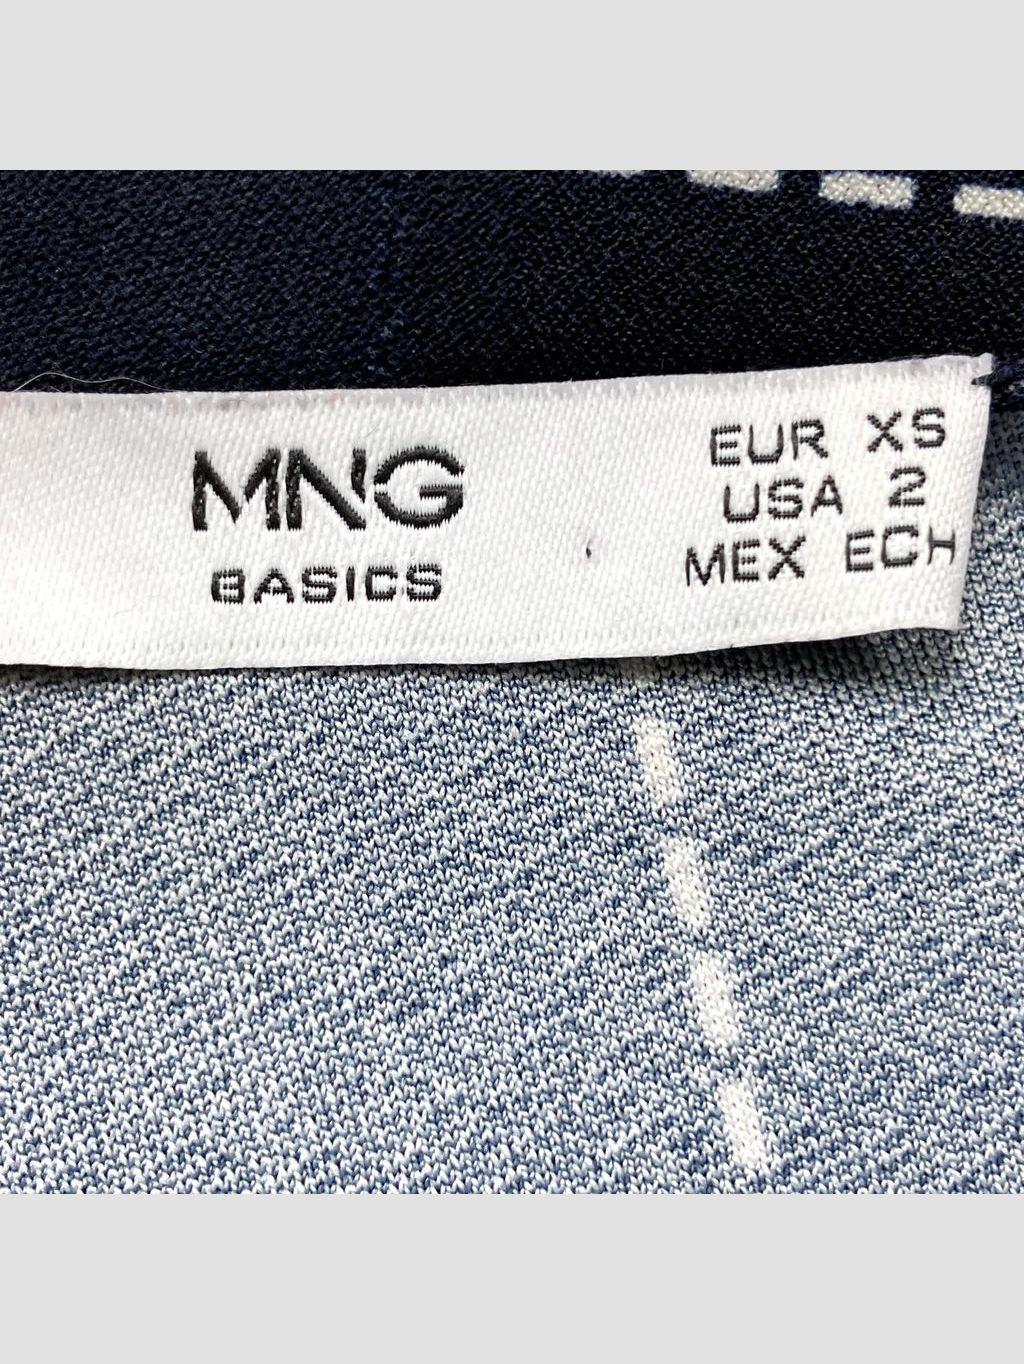 MNG
BASICS
EUR XS
USA 2
MEX ECH